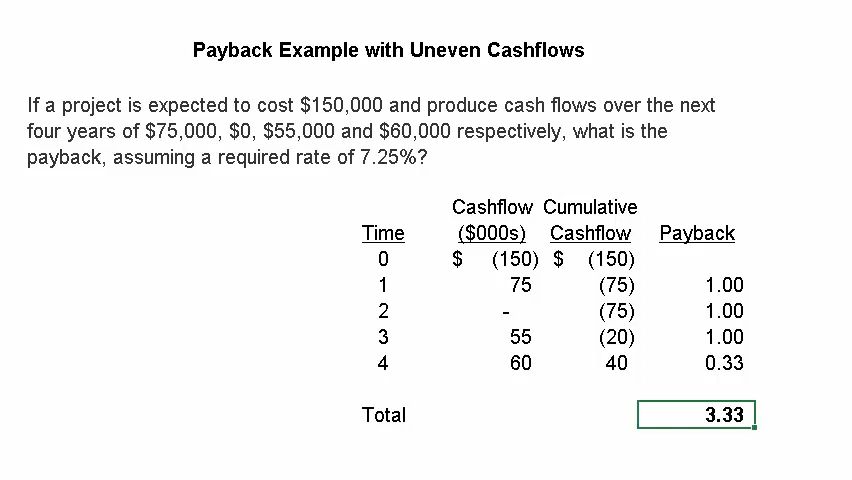 Payback Example with Uneven Cashflows
If a project is expected to cost $150,000 and produce cash flows over the next
four years of $75,000, $0, $55,000 and $60,000 respectively, what is the
payback, assuming a required rate of 7.25%?
Cashflow Cumulative
Time ($000s) Cashflow Payback
0 $ (150) $ (150)
1 75 (75) 1.00
2 - (75) 1.00
3 55 (20) 1.00
4 60 40 0.33
Total 3.33